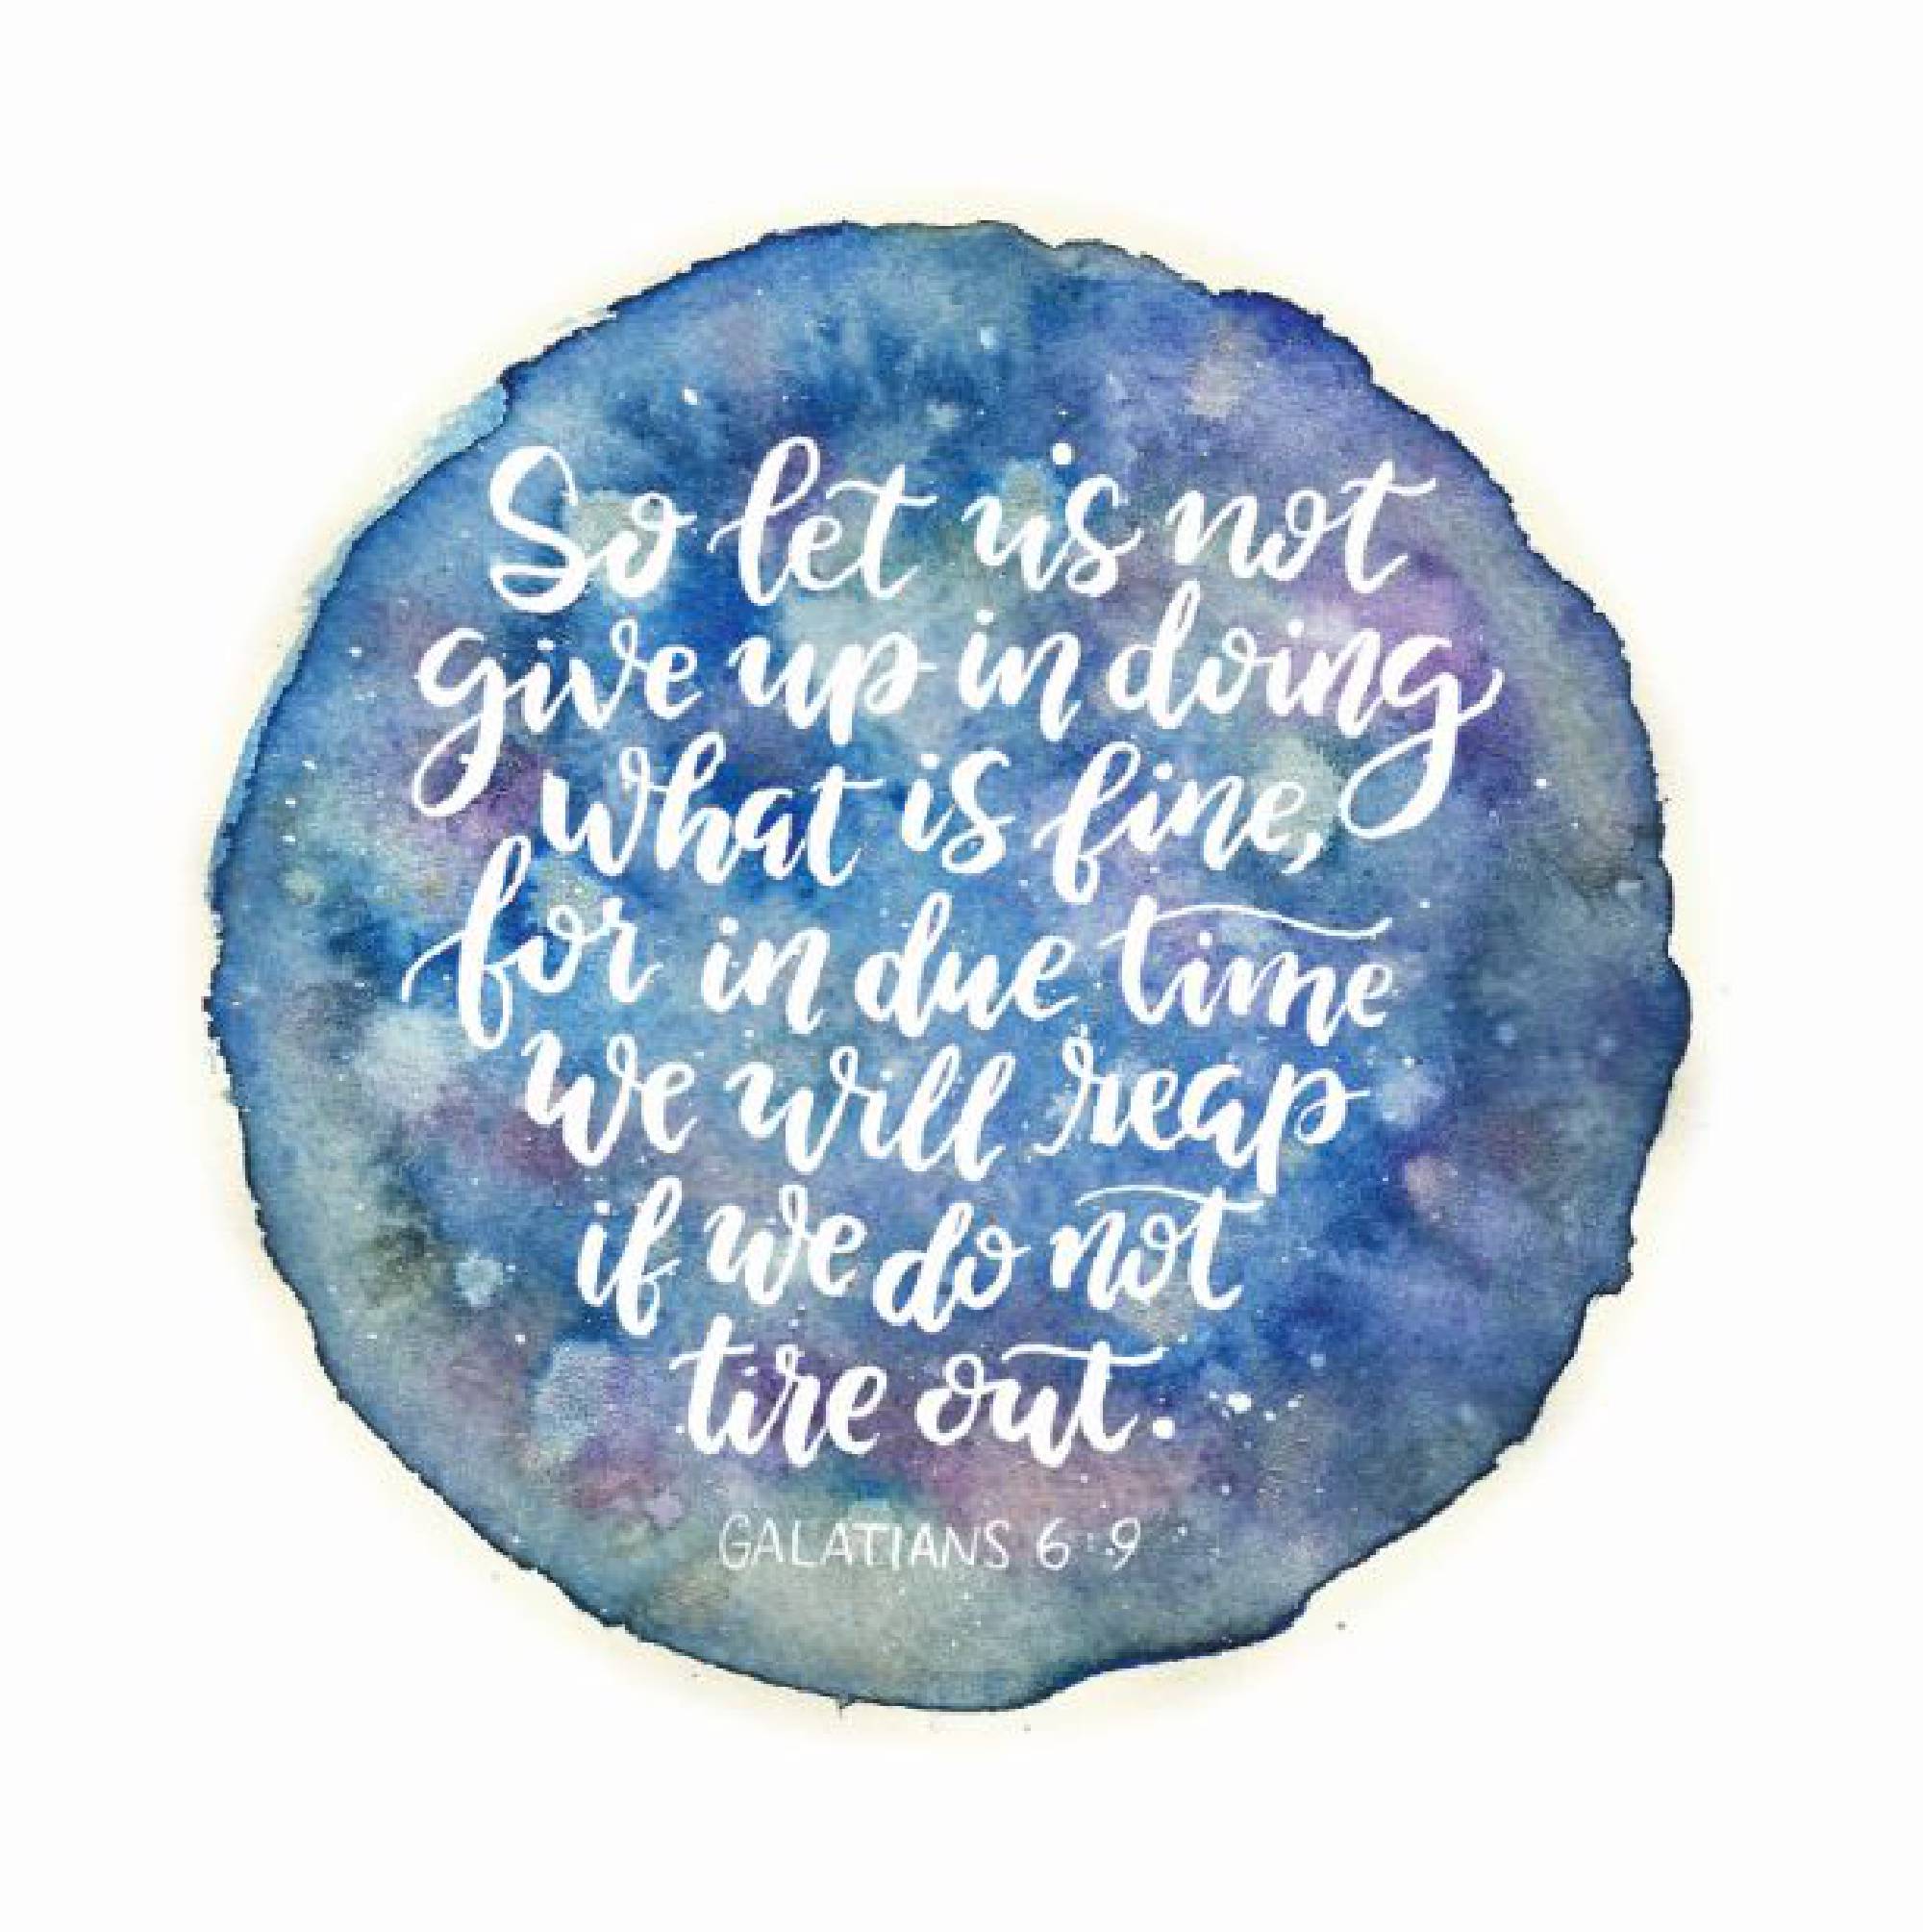 So let us not
give up in doing
what is fine,
for in due time
we will reap
if we do not
tire out.
GALATIANS 6:9